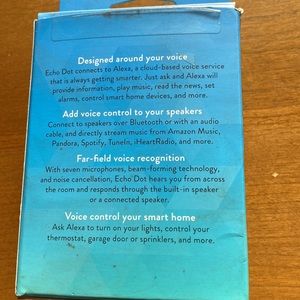 Designed around your voice
Echo Dot connects to Alexa, a cloud-based voice service
that is always getting smarter. Just ask and Alexa will
provide information, play music, read the news, set
alarms, control smart home devices, and more.
Add voice control to your speakers
Connect to speakers over Bluetooth or with an audio
cable, and directly stream music from Amazon Music,
Pandora, Spotify, TuneIn, iHeartRadio, and more.
Far-field voice recognition
With seven microphones, beam-forming technology,
and noise cancellation, Echo Dot hears you from across
the room and responds through the built-in speaker
or a connected speaker.
Voice control your smart home
Ask Alexa to turn on your lights, control your
thermostat, garage door or sprinklers, and more.